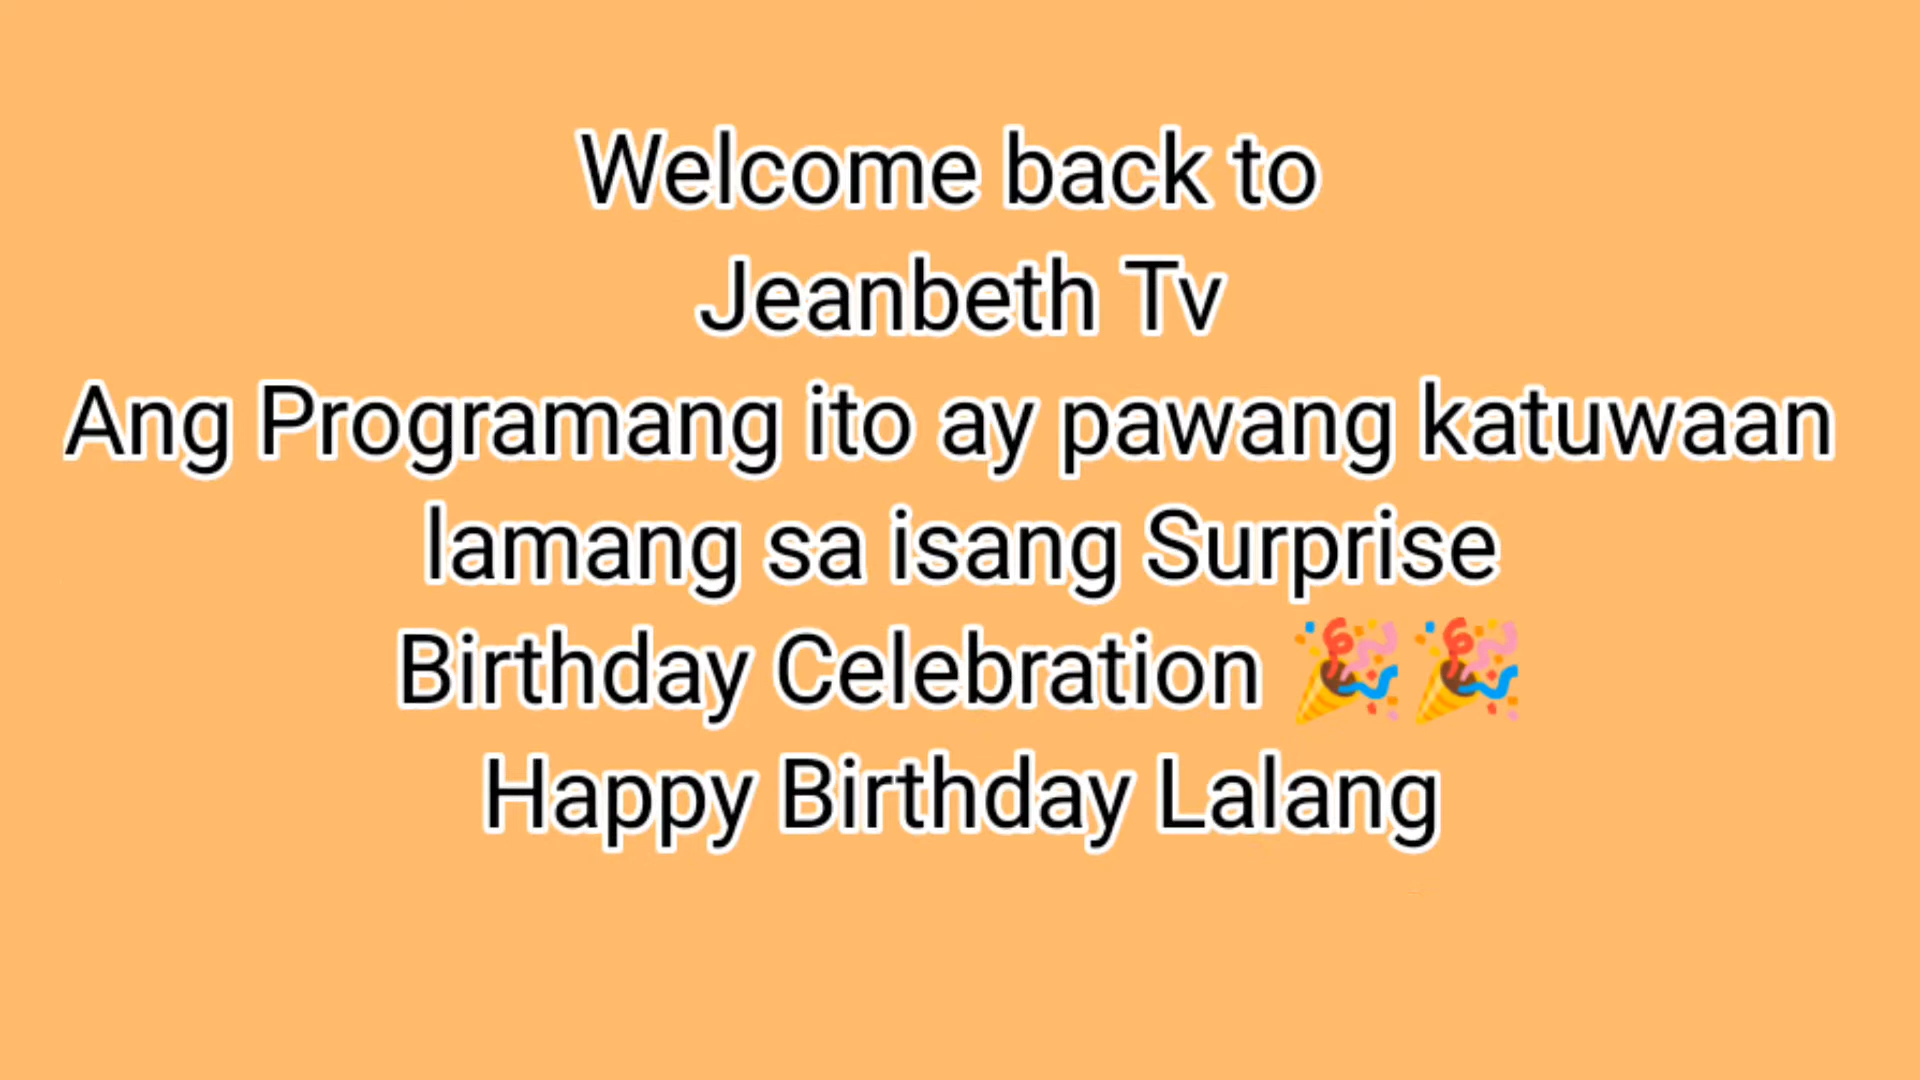 Welcome back to
Jeanbeth Tv
Ang Programang ito ay pawang katuwaan
lamang sa isang Surprise
Birthday Celebration 🎉🎉
Happy Birthday Lalang